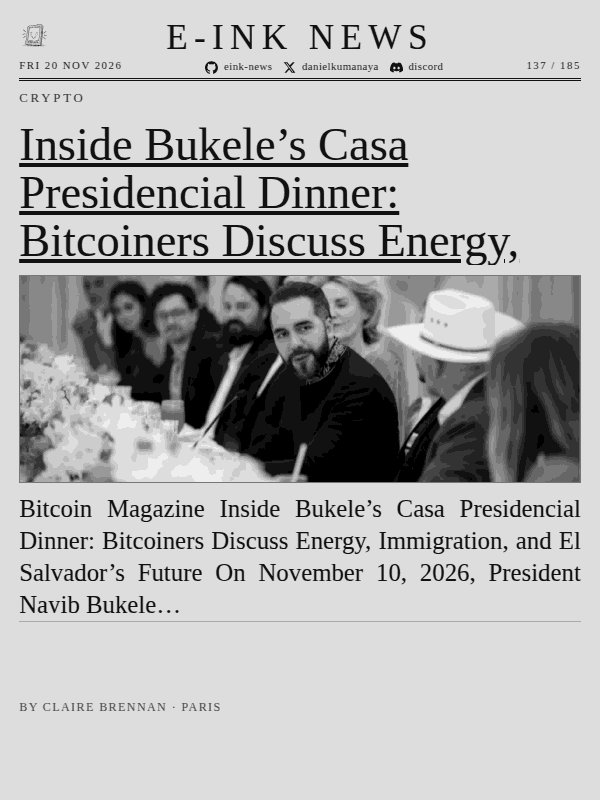 E-INK NEWS
FRI 20 NOV 2026
eink-news danielkumanaya discord
137 / 185
CRYPTO
Inside Bukele’s Casa
Presidencial Dinner:
Bitcoiners Discuss Energy,
Bitcoin Magazine Inside Bukele’s Casa Presidencial
Dinner: Bitcoiners Discuss Energy, Immigration, and El
Salvador’s Future On November 10, 2026, President
Navib Bukele…
BY CLAIRE BRENNAN · PARIS